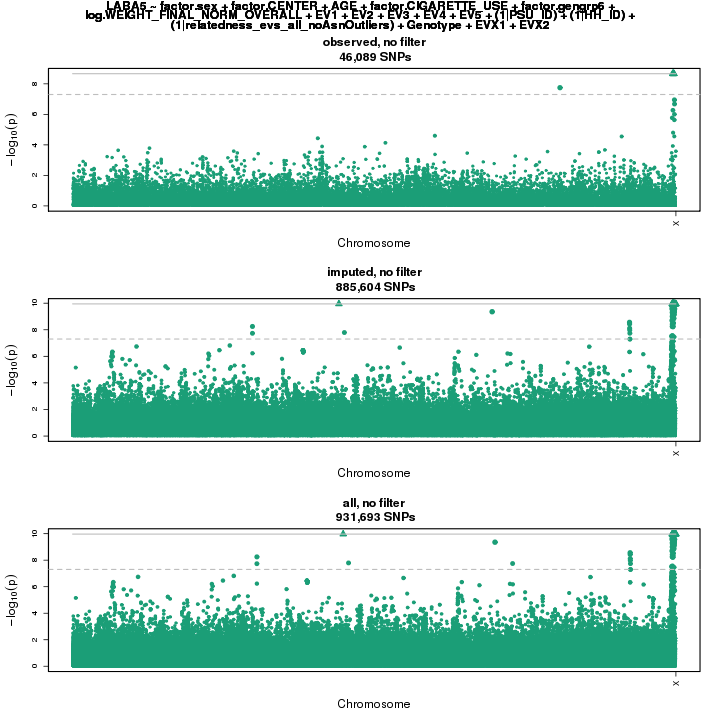 LABA5 ~ factor.sex + factor.CENTER + AGE + factor.CIGARETTE_USE + factor.gengrp6 +
log.WEIGHT_FINAL_NORM_OVERALL + EV1 + EV2 + EV3 + EV4 + EV5 + (1|PSU_ID) + (1|HH_ID) +
(1|relatedness_evs_all_noAsnOutliers) + Genotype + EVX1 + EVX2
observed, no filter
46,089 SNPs
−log10(p)
0
2
4
6
8
X
Chromosome
imputed, no filter
885,604 SNPs
−log10(p)
0
2
4
6
8
10
X
Chromosome
all, no filter
931,693 SNPs
−log10(p)
0
2
4
6
8
10
X
Chromosome